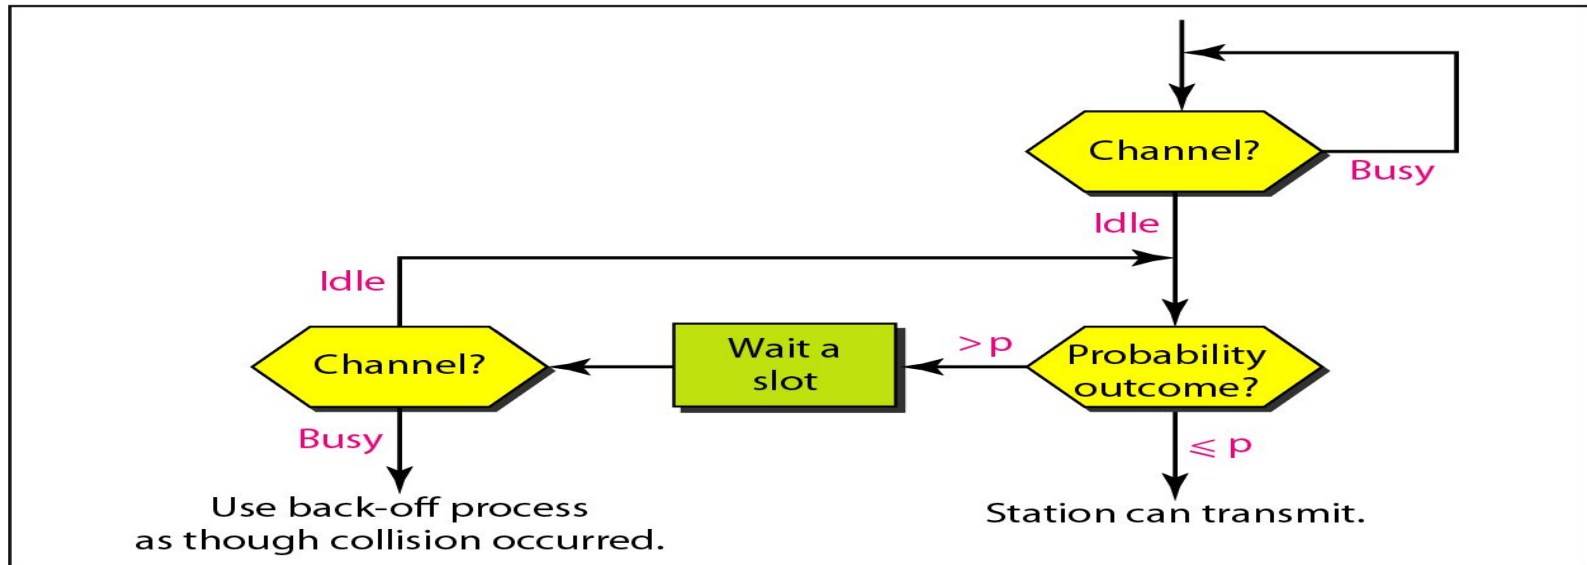 Channel?
Busy
Idle
Idle
Channel?
Wait a
slot
> p
Probability
outcome?
Busy
⩽ p
Use back-off process
as though collision occurred.
Station can transmit.